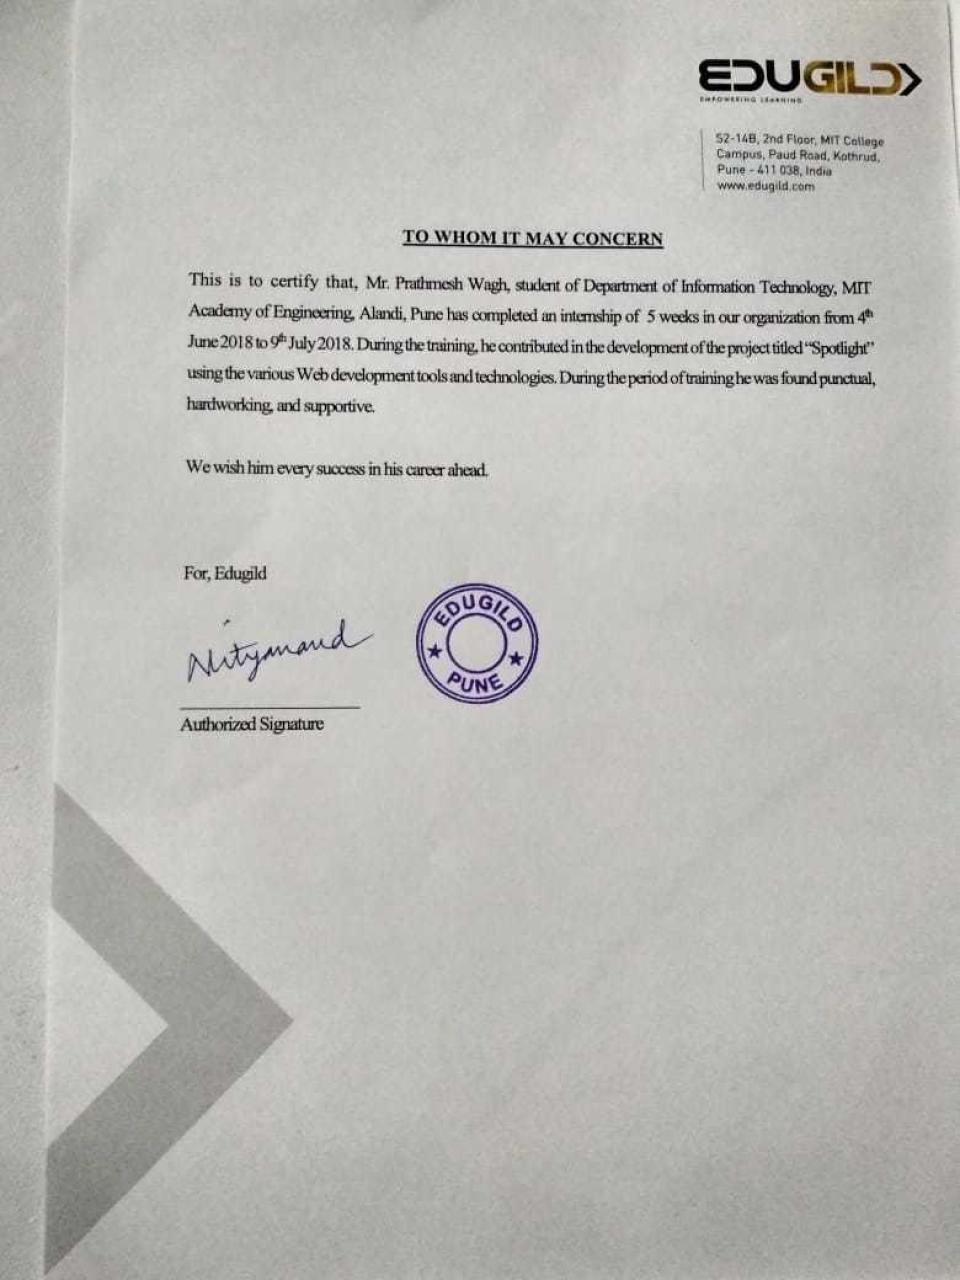 EDUGILD
EMPOWERING LEARNING
S2-14B, 2nd Floor, MIT College
Campus, Paud Road, Kothrud,
Pune - 411 038, India
www.edugild.com
TO WHOM IT MAY CONCERN
This is to certify that, Mr. Prathmesh Wagh, student of Department of Information Technology, MIT
Academy of Engineering, Alandi, Pune has completed an internship of 5 weeks in our organization from 4th
June 2018 to 9th July 2018. During the training, he contributed in the development of the project titled “Spotlight”
using the various Web development tools and technologies. During the period of training he was found punctual,
hardworking, and supportive.
We wish him every success in his career ahead.
For, Edugild
Nityanand
EDUGILD
PUNE
Authorized Signature